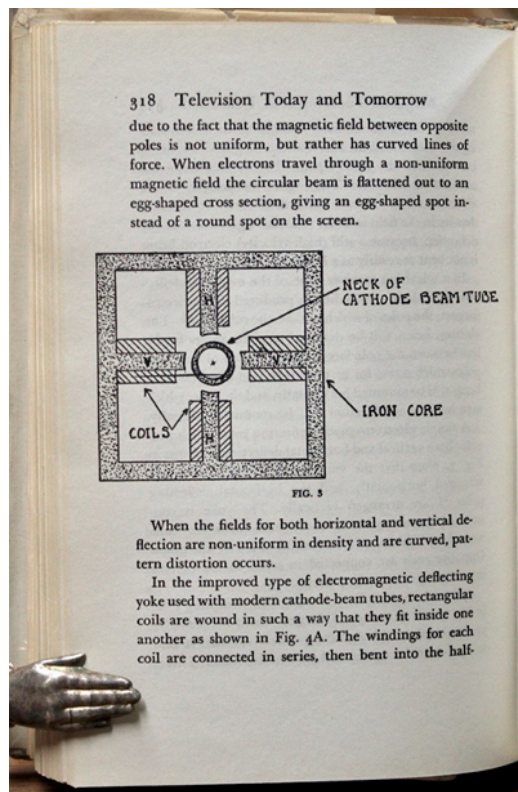 318 Television Today and Tomorrow
due to the fact that the magnetic field between opposite
poles is not uniform, but rather has curved lines of
force. When electrons travel through a non-uniform
magnetic field the circular beam is flattened out to an
egg-shaped cross section, giving an egg-shaped spot in-
stead of a round spot on the screen.
H
NECK OF
CATHODE BEAM TUBE
V
V
COILS
H
IRON CORE
FIG. 3
When the fields for both horizontal and vertical de-
flection are non-uniform in density and are curved, pat-
tern distortion occurs.
In the improved type of electromagnetic deflecting
yoke used with modern cathode-beam tubes, rectangular
coils are wound in such a way that they fit inside one
another as shown in Fig. 4A. The windings for each
coil are connected in series, then bent into the half-